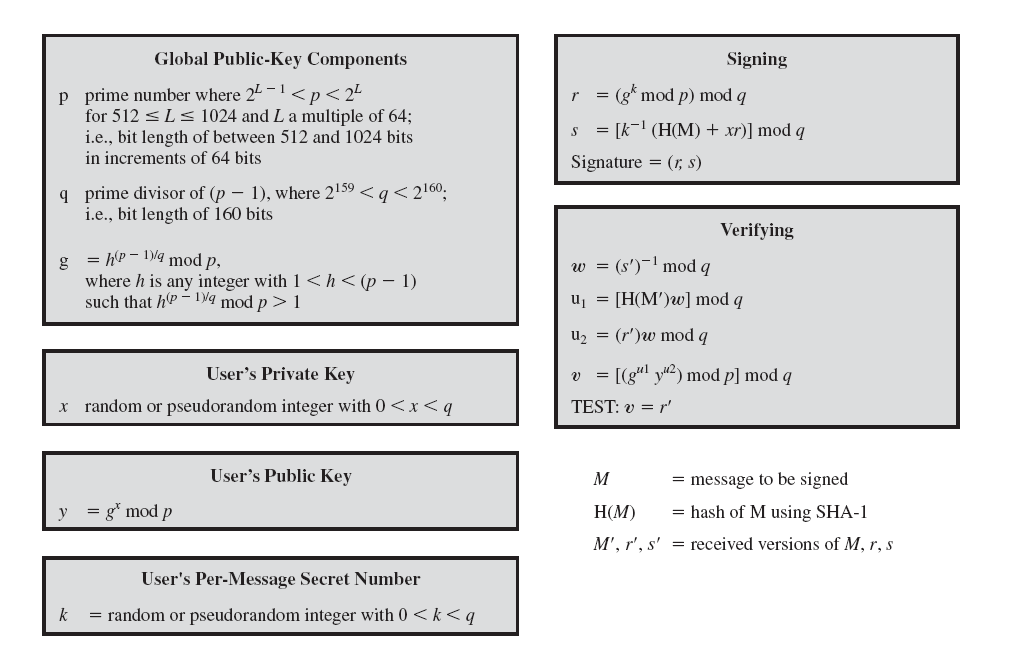 Global Public-Key Components
p prime number where 2^{L – 1} < p < 2^L
for 512 ≤ L ≤ 1024 and L a multiple of 64;
i.e., bit length of between 512 and 1024 bits
in increments of 64 bits
q prime divisor of (p – 1), where 2^{159} < q < 2^{160};
i.e., bit length of 160 bits
g = h^{(p – 1)/q} mod p,
where h is any integer with 1 < h < (p – 1)
such that h^{(p – 1)/q} mod p > 1
User’s Private Key
x random or pseudorandom integer with 0 < x < q
User’s Public Key
y = g^x mod p
User's Per-Message Secret Number
k = random or pseudorandom integer with 0 < k < q
Signing
r = (g^k mod p) mod q
s = [k^{–1} (H(M) + xr)] mod q
Signature = (r, s)
Verifying
w = (s′)^{–1} mod q
u_1 = [H(M′)w] mod q
u_2 = (r′)w mod q
v = [(g^{u1} y^{u2}) mod p] mod q
TEST: v = r′
M = message to be signed
H(M) = hash of M using SHA-1
M′, r′, s′ = received versions of M, r, s